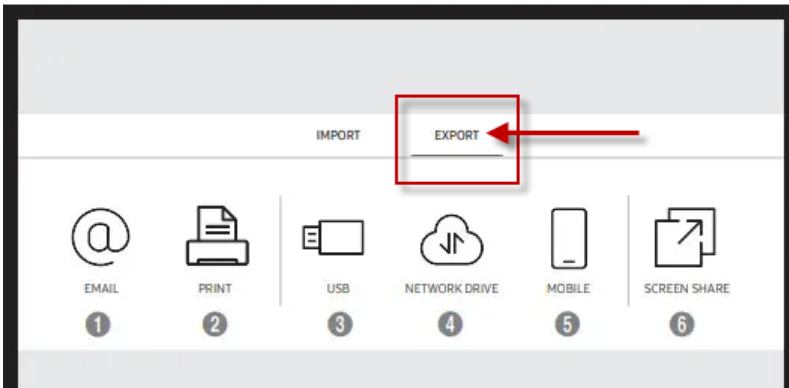 IMPORT EXPORT
EMAIL PRINT USB NETWORK DRIVE MOBILE SCREEN SHARE
1 2 3 4 5 6